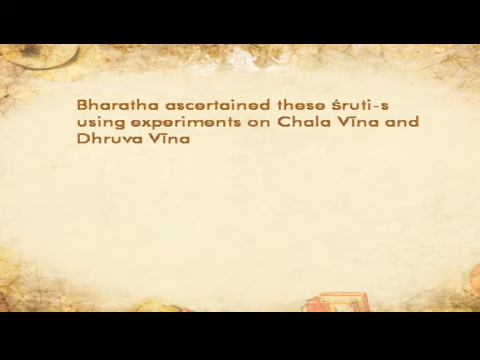 Bharatha ascertained these śruti-s
using experiments on Chala Vīna and
Dhruva Vīna